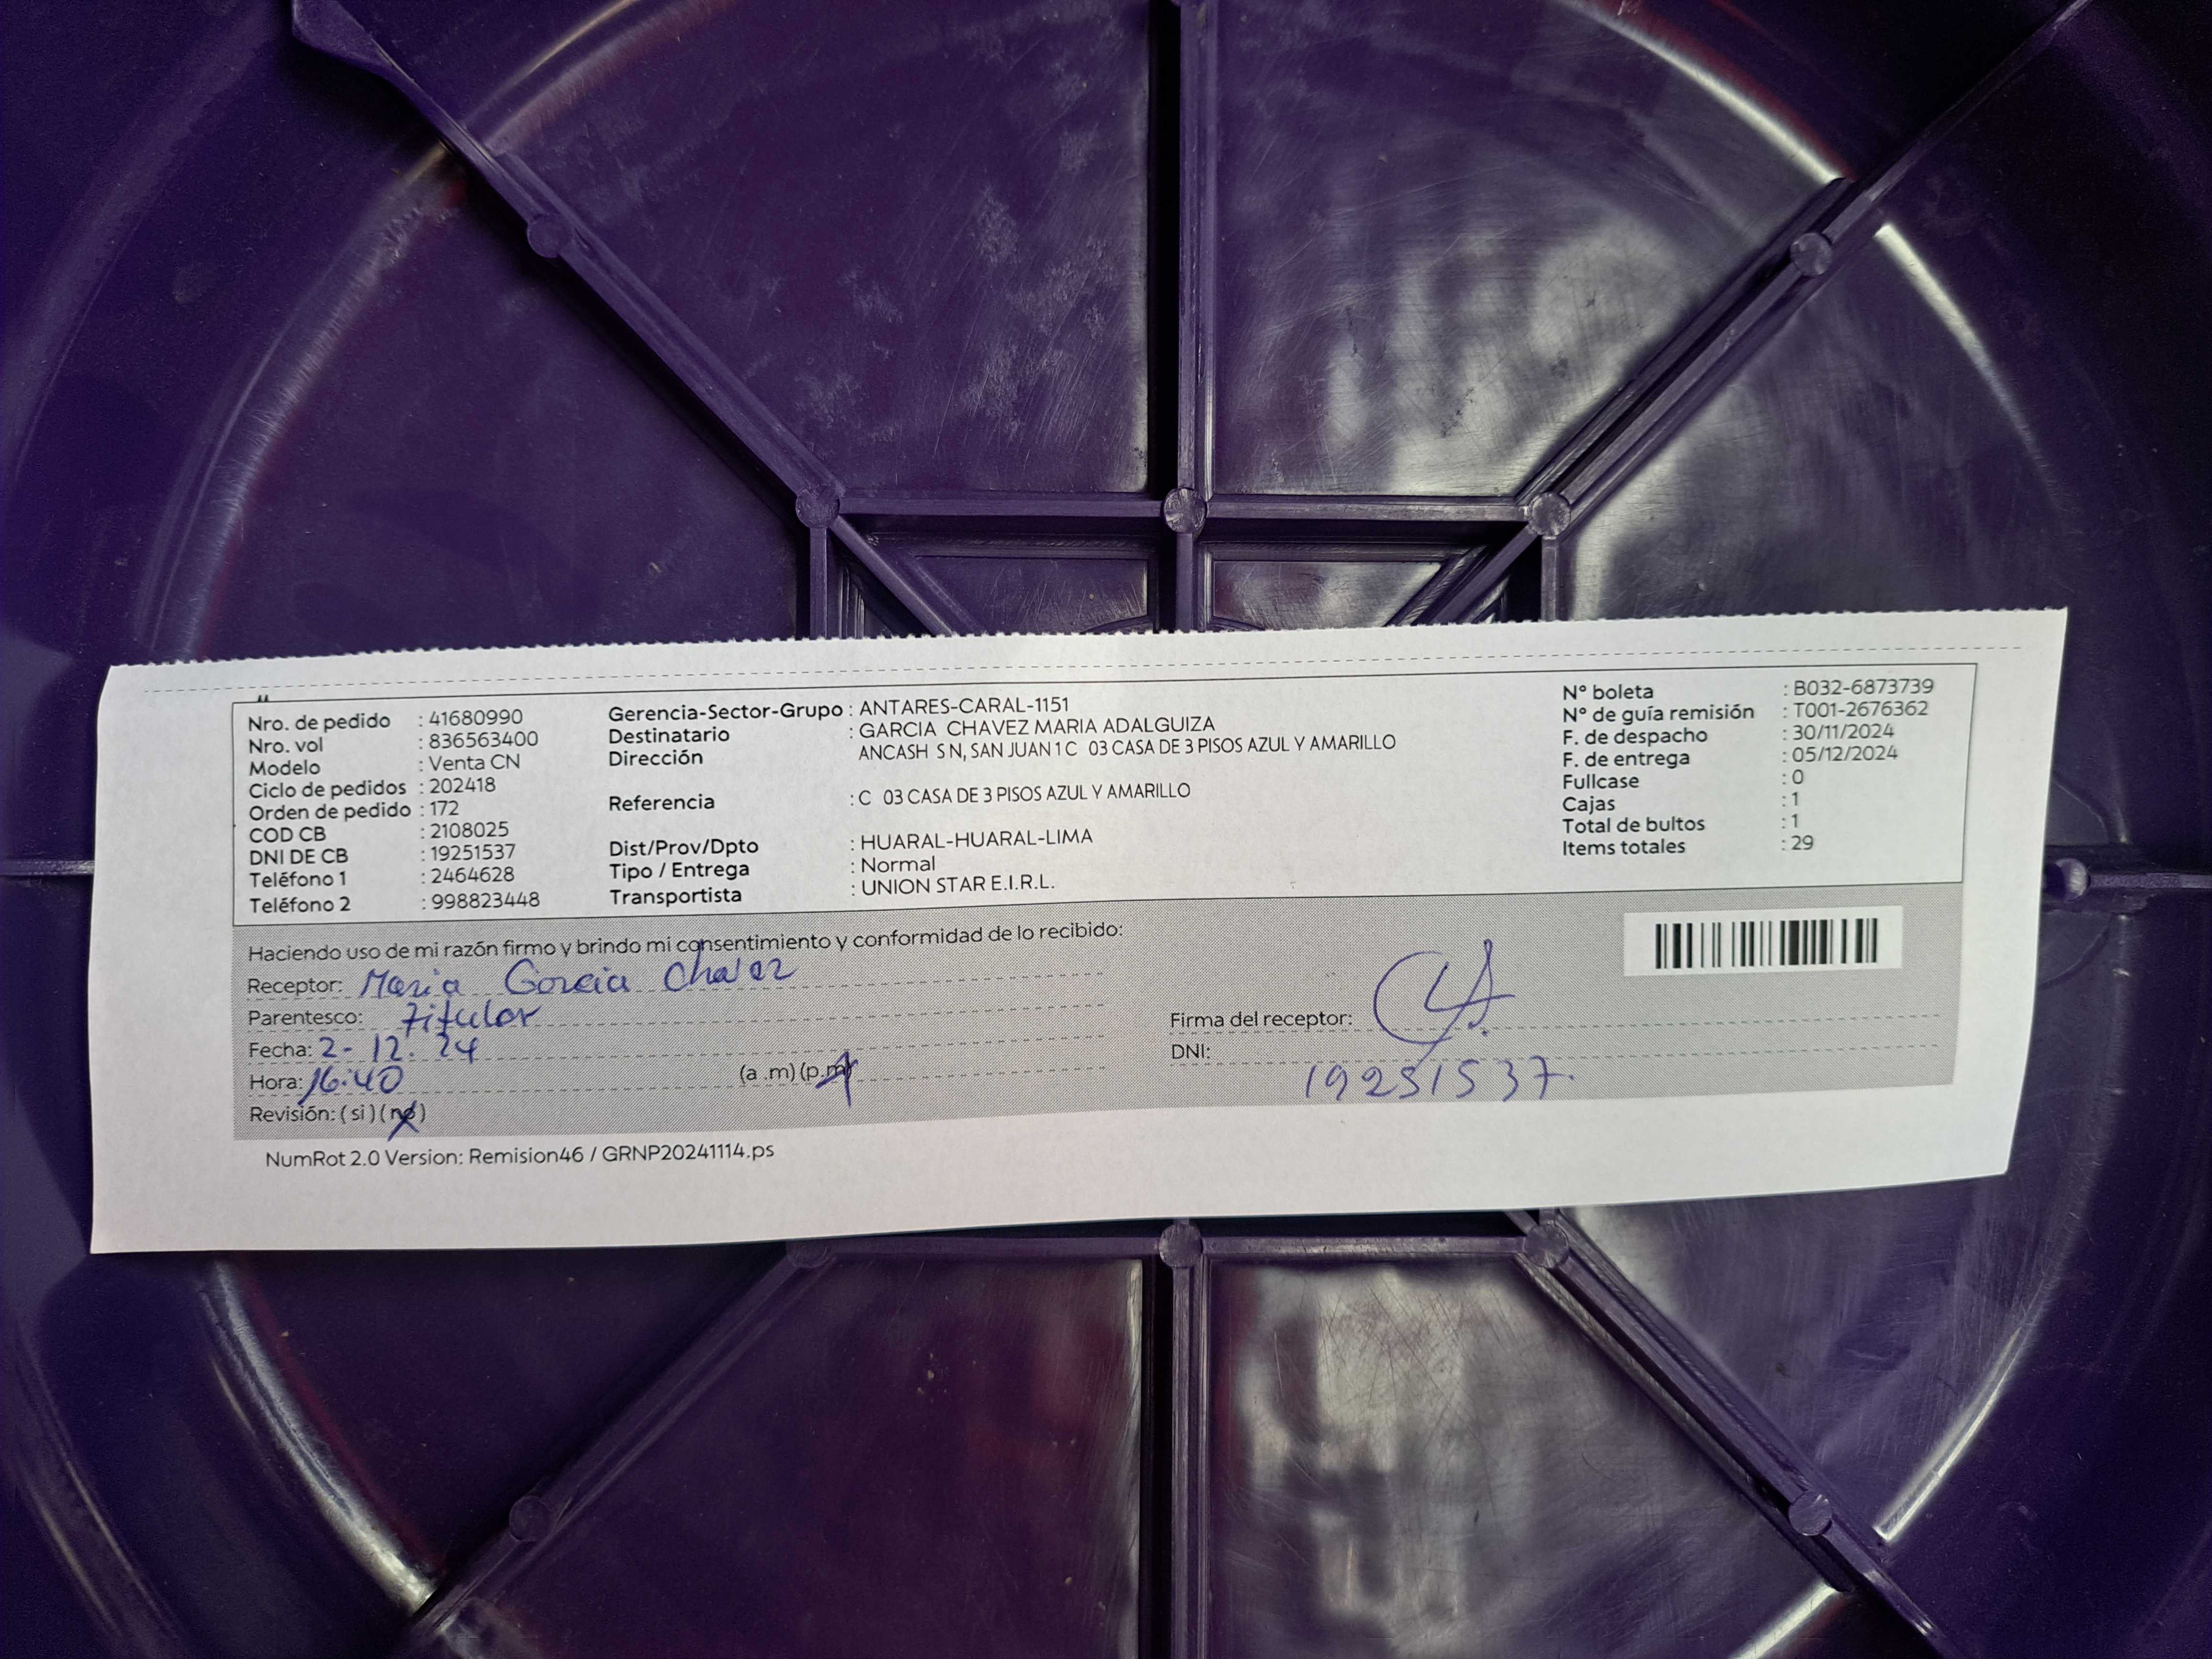 Nro. de pedido : 41680990
Nro. vol : 836563400
Modelo : Venta CN
Ciclo de pedidos : 202418
Orden de pedido : 172
COD CB : 2108025
DNI DE CB : 19251537
Teléfono 1 : 2464628
Teléfono 2 : 998823448
Gerencia-Sector-Grupo : ANTARES-CARAL-1151
Destinatario : GARCIA CHAVEZ MARIA ADALGUIZA
Dirección ANCASH S N, SAN JUAN 1 C 03 CASA DE 3 PISOS AZUL Y AMARILLO
Referencia : C 03 CASA DE 3 PISOS AZUL Y AMARILLO
Dist/Prov/Dpto : HUARAL-HUARAL-LIMA
Tipo / Entrega : Normal
Transportista : UNION STAR E.I.R.L.
N° boleta : B032-6873739
N° de guía remisión : T001-2676362
F. de despacho : 30/11/2024
F. de entrega : 05/12/2024
Fullcase : 0
Cajas : 1
Total de bultos : 1
Items totales : 29
Haciendo uso de mi razón firmo y brindo mi consentimiento y conformidad de lo recibido:
Receptor: Maria Garcia Chavez
Parentesco: Titular
Fecha: 2-12.24
Hora: 16:40 (a .m) (p.m)
Revisión: ( si ) ( no )
Firma del receptor:
DNI:
19251537.
NumRot 2.0 Version: Remision46 / GRNP20241114.ps